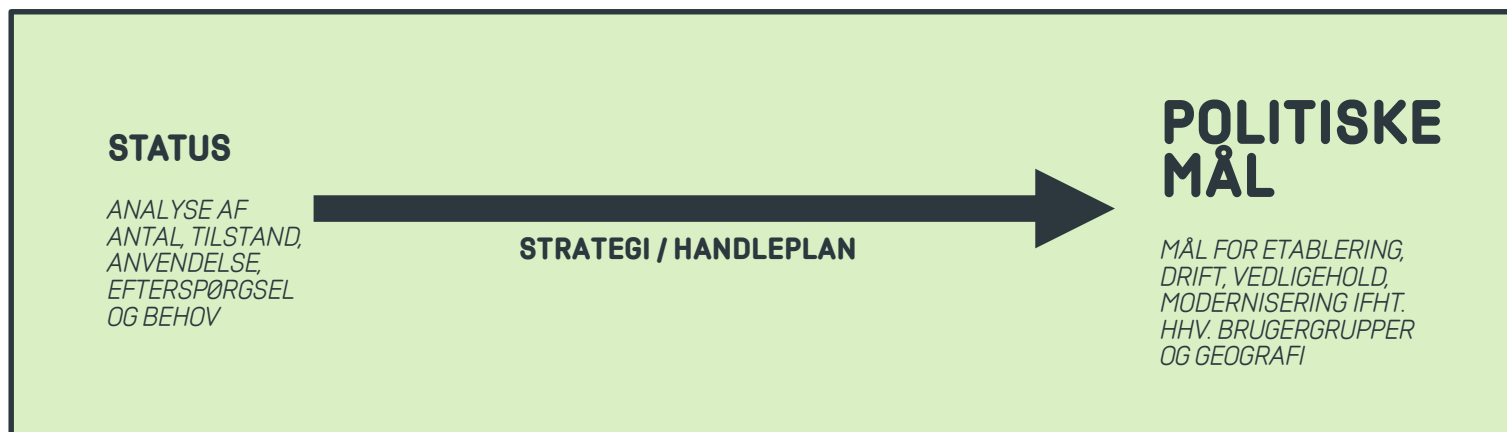 STATUS
ANALYSE AF
ANTAL, TILSTAND,
ANVENDELSE,
EFTERSPØRGSEL
OG BEHOV
STRATEGI / HANDLEPLAN
POLITISKE
MÅL
MÅL FOR ETABLERING,
DRIFT, VEDLIGEHOLD,
MODERNISERING IFHT.
HHV. BRUGERGRUPPER
OG GEOGRAFI